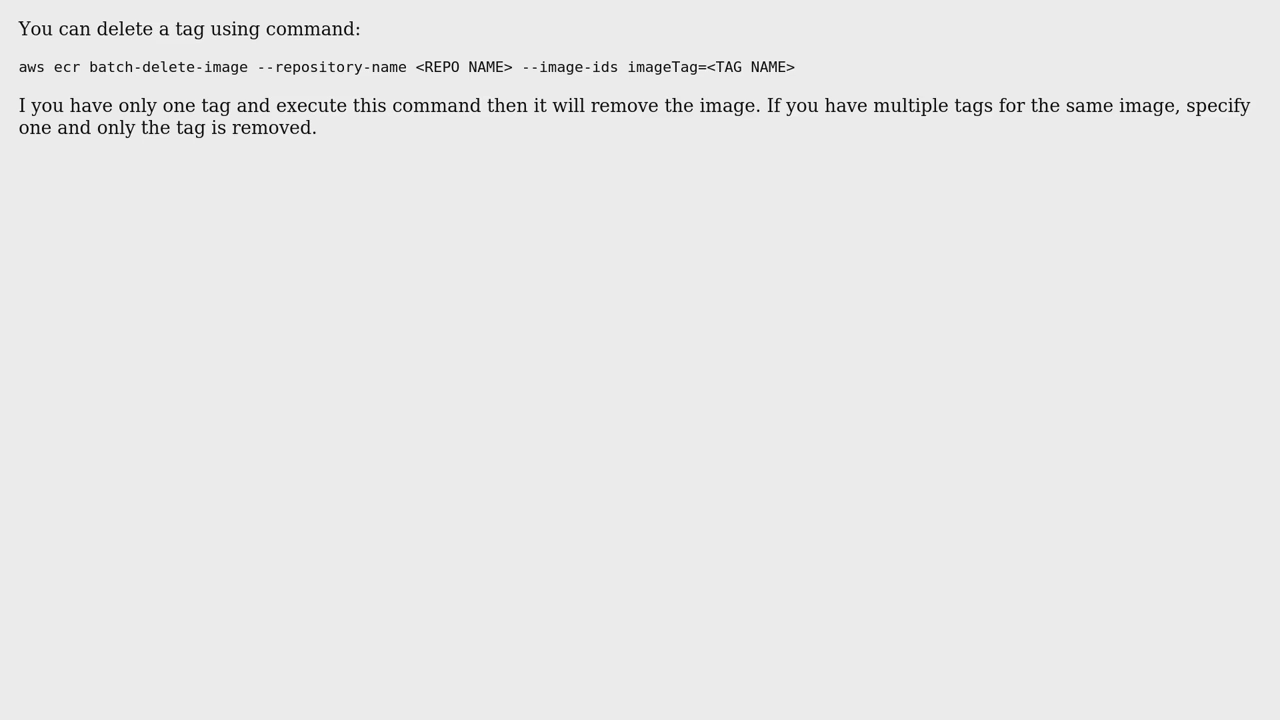 You can delete a tag using command:
aws ecr batch-delete-image --repository-name <REPO NAME> --image-ids imageTag=<TAG NAME>
I you have only one tag and execute this command then it will remove the image. If you have multiple tags for the same image, specify
one and only the tag is removed.